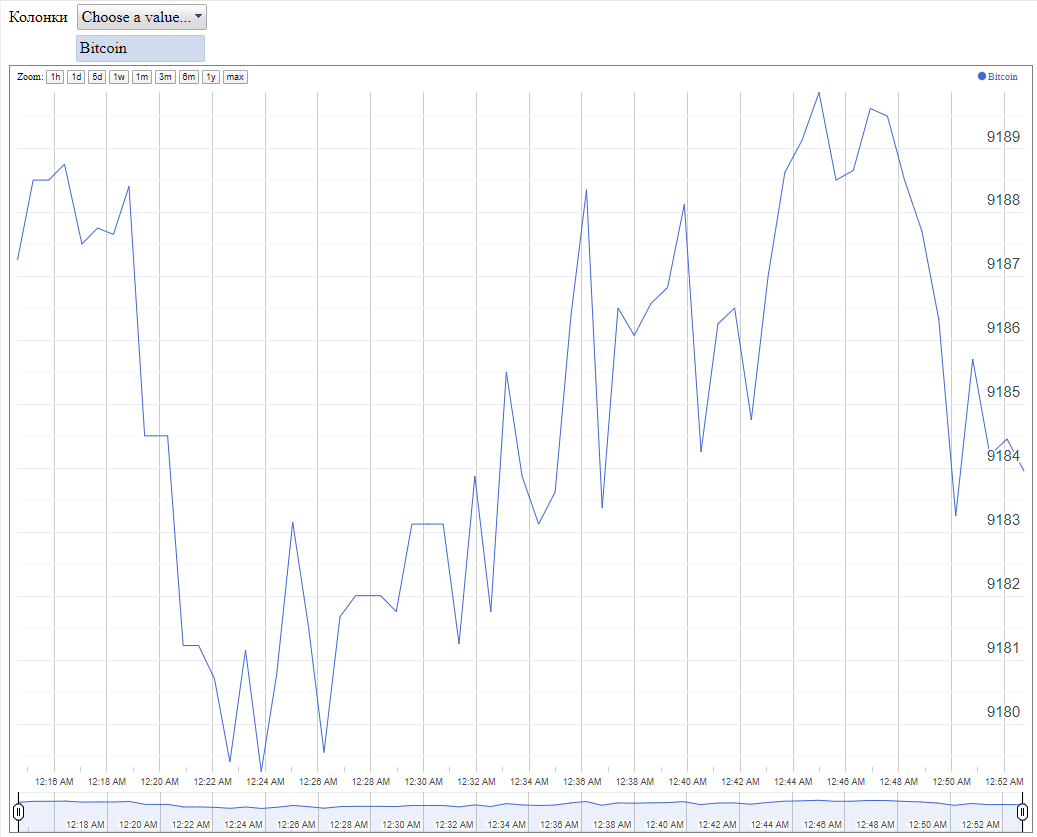 Колонки Choose a value...
Bitcoin
Zoom: 1h 1d 5d 1w 1m 3m 6m 1y max Bitcoin
9189
9188
9187
9186
9185
9184
9183
9182
9181
9180
12:16 AM 12:18 AM 12:20 AM 12:22 AM 12:24 AM 12:26 AM 12:28 AM 12:30 AM 12:32 AM 12:34 AM 12:36 AM 12:38 AM 12:40 AM 12:42 AM 12:44 AM 12:46 AM 12:48 AM 12:50 AM 12:52 AM
12:18 AM 12:20 AM 12:22 AM 12:24 AM 12:26 AM 12:28 AM 12:30 AM 12:32 AM 12:34 AM 12:36 AM 12:38 AM 12:40 AM 12:42 AM 12:44 AM 12:46 AM 12:48 AM 12:50 AM 12:52 AM